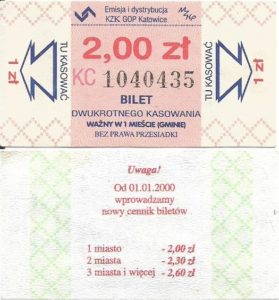 Emisja i dystrybucja
KZK GOP Katowice
2,00 zł
KC 1040435
TU KASOWAĆ
1 zł
TU KASOWAĆ
1 zł
BILET
DWUKROTNEGO KASOWANIA
WAŻNY W 1 MIEŚCIE (GMINIE)
BEZ PRAWA PRZESIADKI
Uwaga!
Od 01.01.2000
wprowadzamy
nowy cennik biletów
1 miasto - 2,00 zł
2 miasta - 2,30 zł
3 miasta i więcej - 2,60 zł